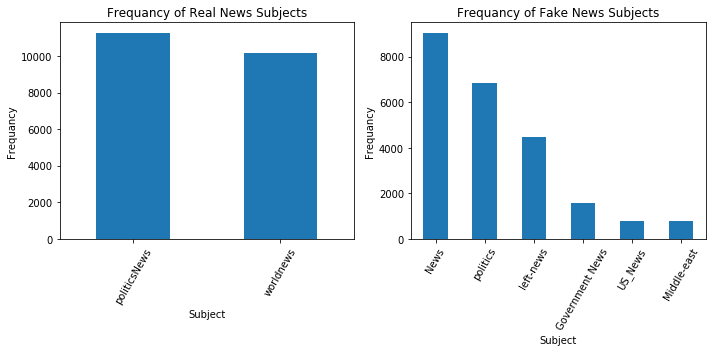 Frequancy of Real News Subjects
Frequancy
10000
8000
6000
4000
2000
0
politicsNews
worldnews
Subject
Frequancy of Fake News Subjects
Frequancy
8000
6000
4000
2000
0
News
politics
left-news
Government News
US_News
Middle-east
Subject